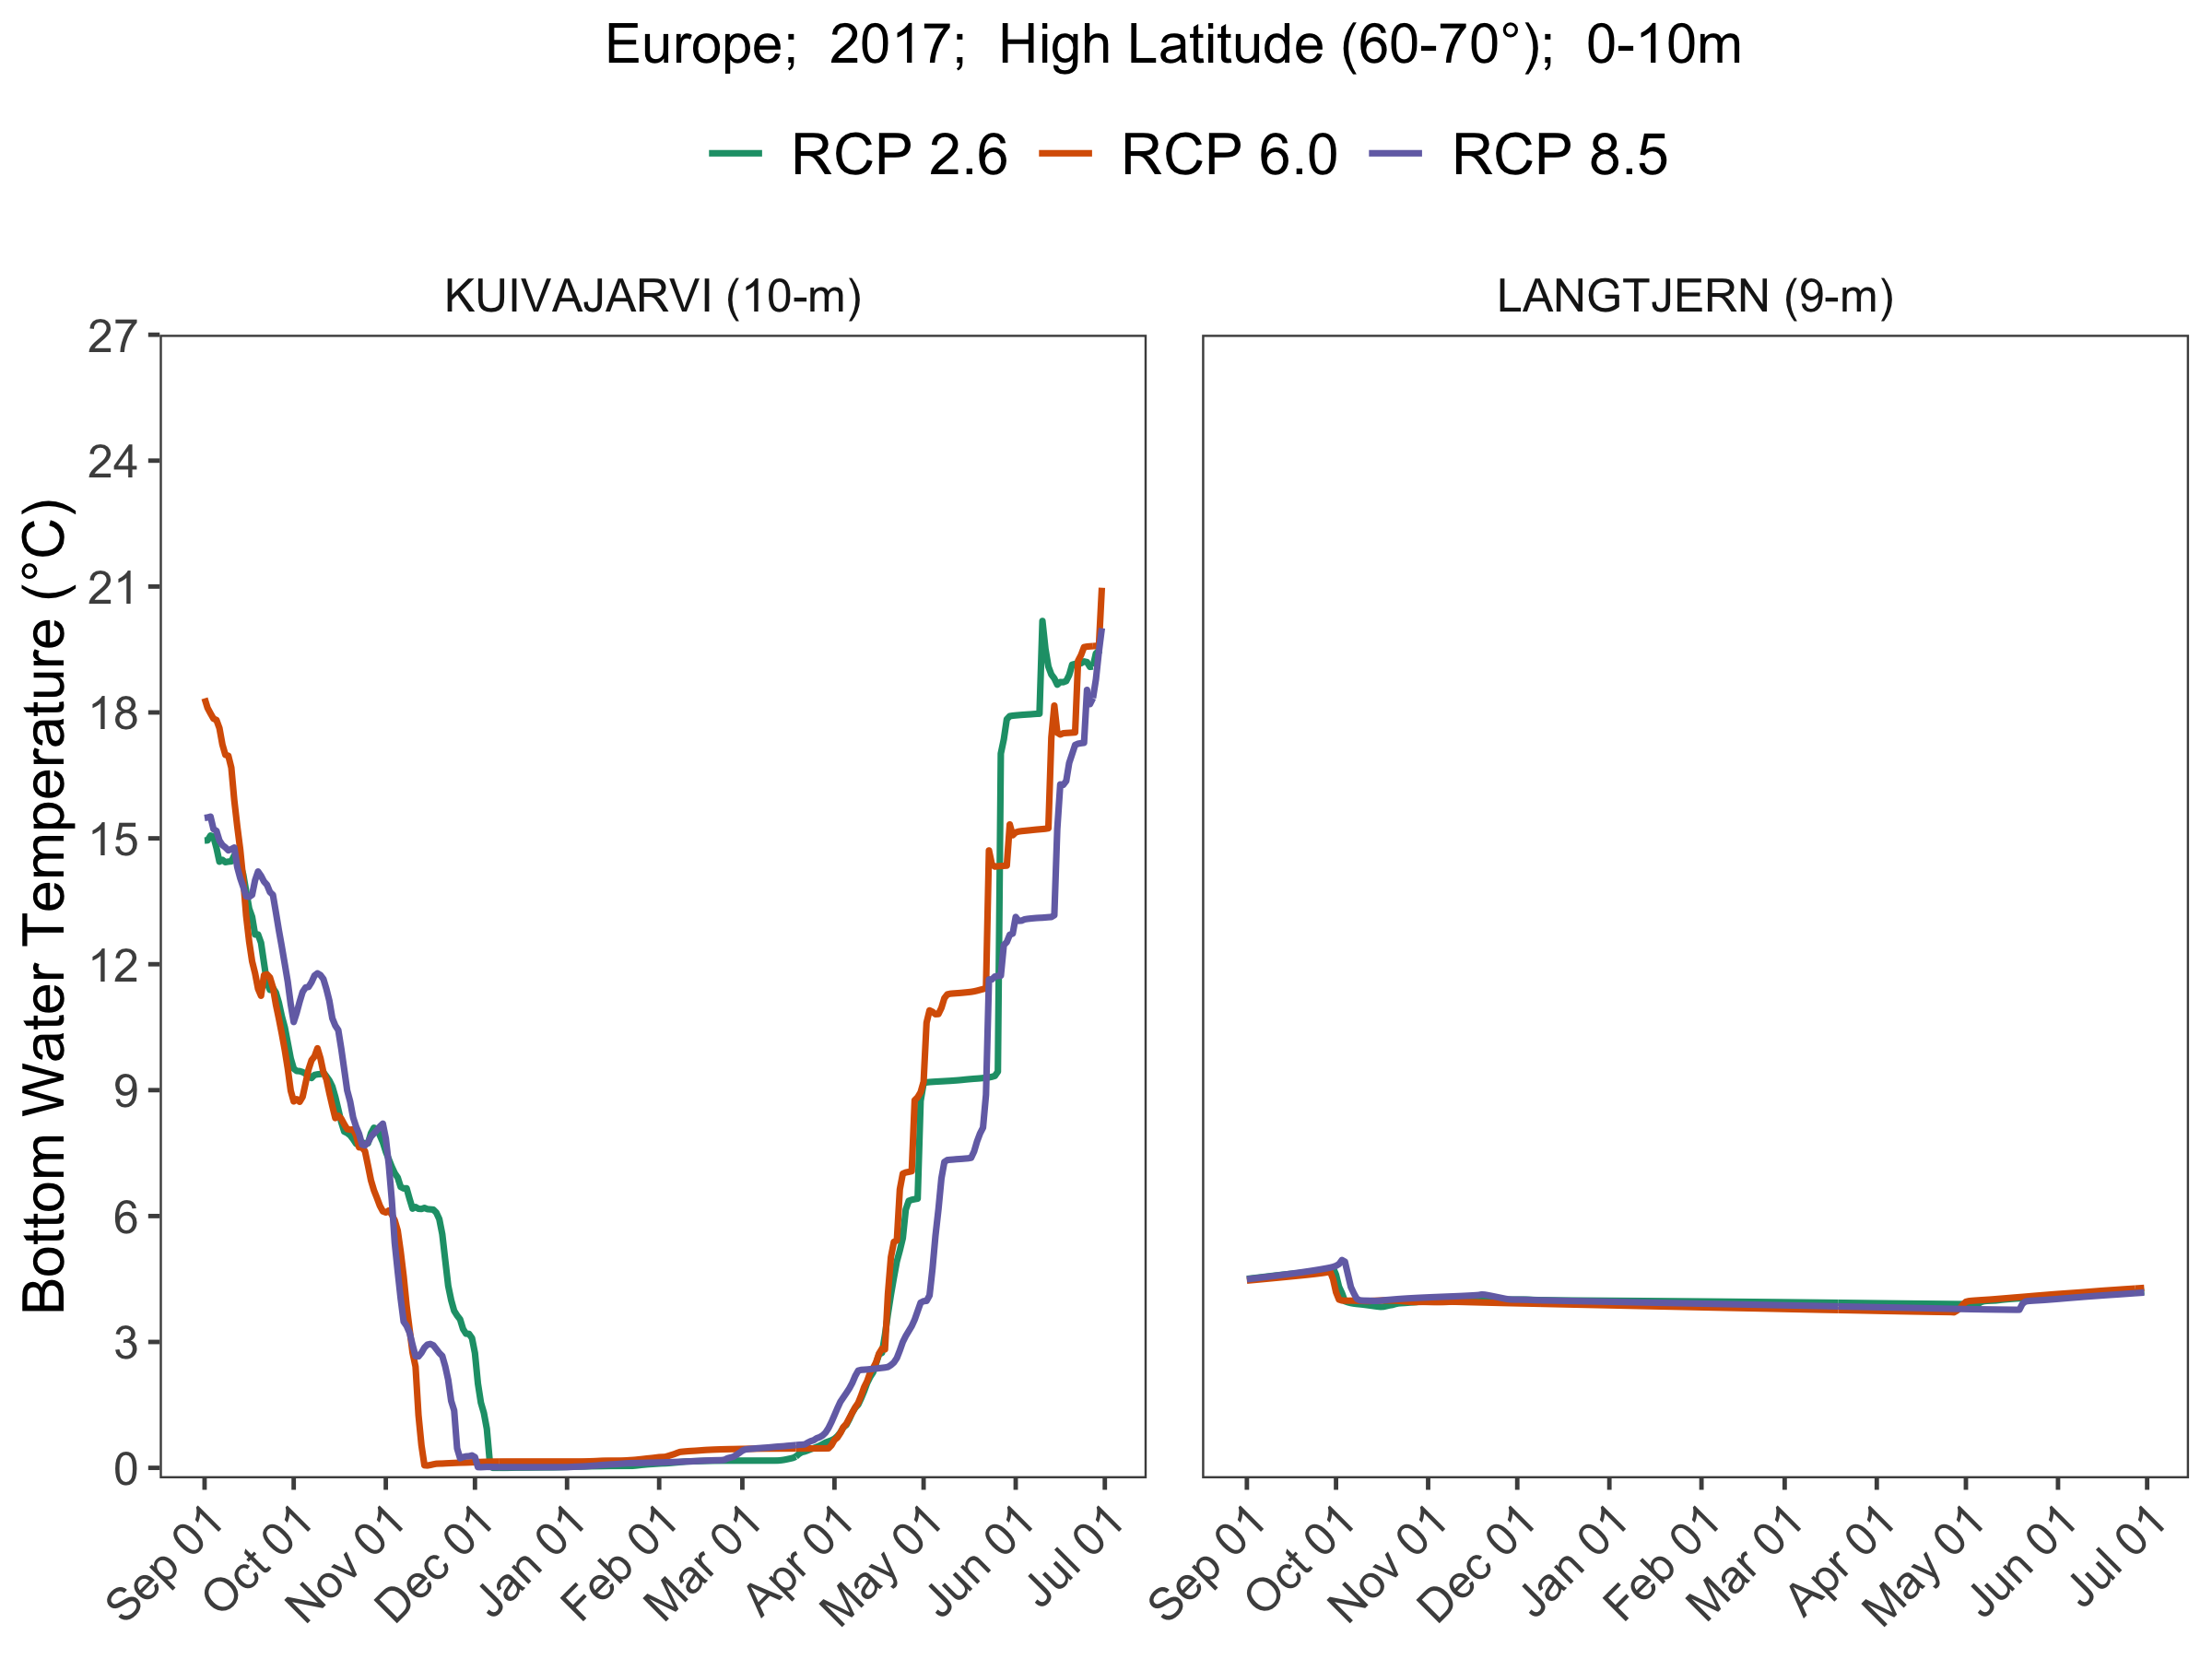 Europe;  2017;  High Latitude (60-70°);  0-10m
RCP 2.6 RCP 6.0 RCP 8.5
KUIVAJARVI (10-m) LANGTJERN (9-m)
Bottom Water Temperature (°C)
27
24
21
18
15
12
9
6
3
0
Sep 01 Oct 01 Nov 01 Dec 01 Jan 01 Feb 01 Mar 01 Apr 01 May 01 Jun 01 Jul 01 Sep 01 Oct 01 Nov 01 Dec 01 Jan 01 Feb 01 Mar 01 Apr 01 May 01 Jun 01 Jul 01